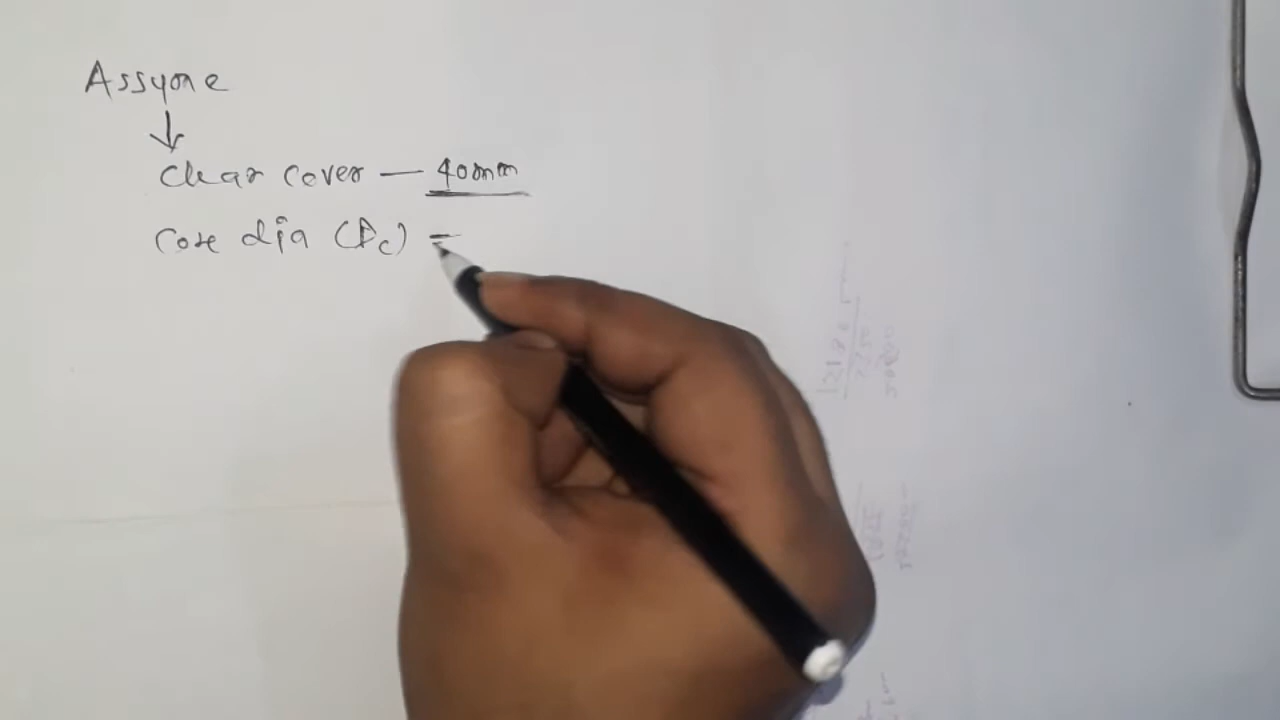 Assume
↓
Clear cover — 40mm
Core dia (Dc) =